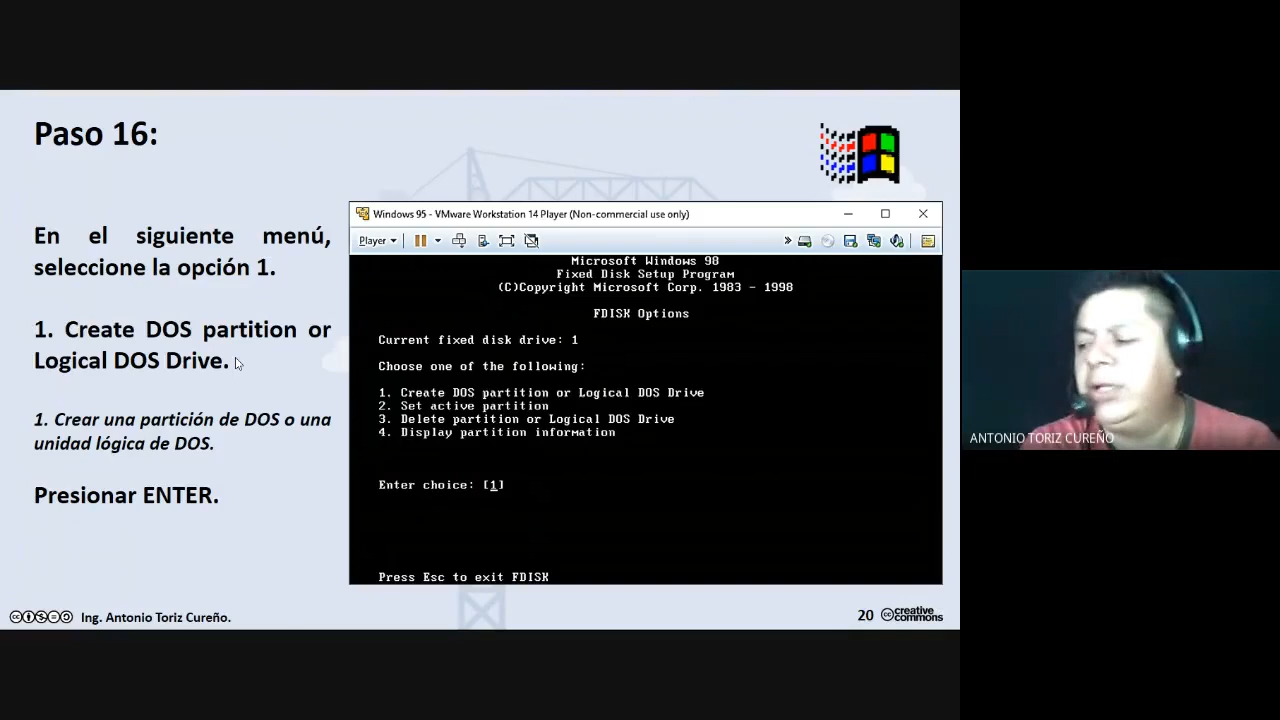 Paso 16:
En el siguiente menú,
seleccione la opción 1.
1. Create DOS partition or
Logical DOS Drive.
1. Crear una partición de DOS o una
unidad lógica de DOS.
Presionar ENTER.
Windows 95 - VMware Workstation 14 Player (Non-commercial use only)
Player
Microsoft Windows 98
Fixed Disk Setup Program
(C)Copyright Microsoft Corp. 1983 - 1998
FDISK Options
Current fixed disk drive: 1
Choose one of the following:
1. Create DOS partition or Logical DOS Drive
2. Set active partition
3. Delete partition or Logical DOS Drive
4. Display partition information
Enter choice: [1]
Press Esc to exit FDISK
Ing. Antonio Toriz Cureño.
20
creative
commons
ANTONIO TORIZ CUREÑO